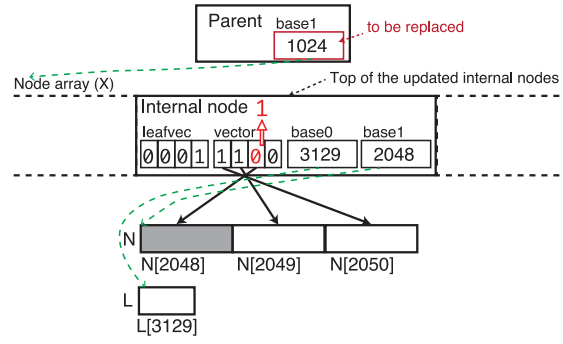 Parent
base1
1024
to be replaced
Node array (X)
Top of the updated internal nodes
Internal node 1
leafvec vector base0 base1
0 0 0 1 1 1 0 0 3129 2048
N
N[2048] N[2049] N[2050]
L
L[3129]